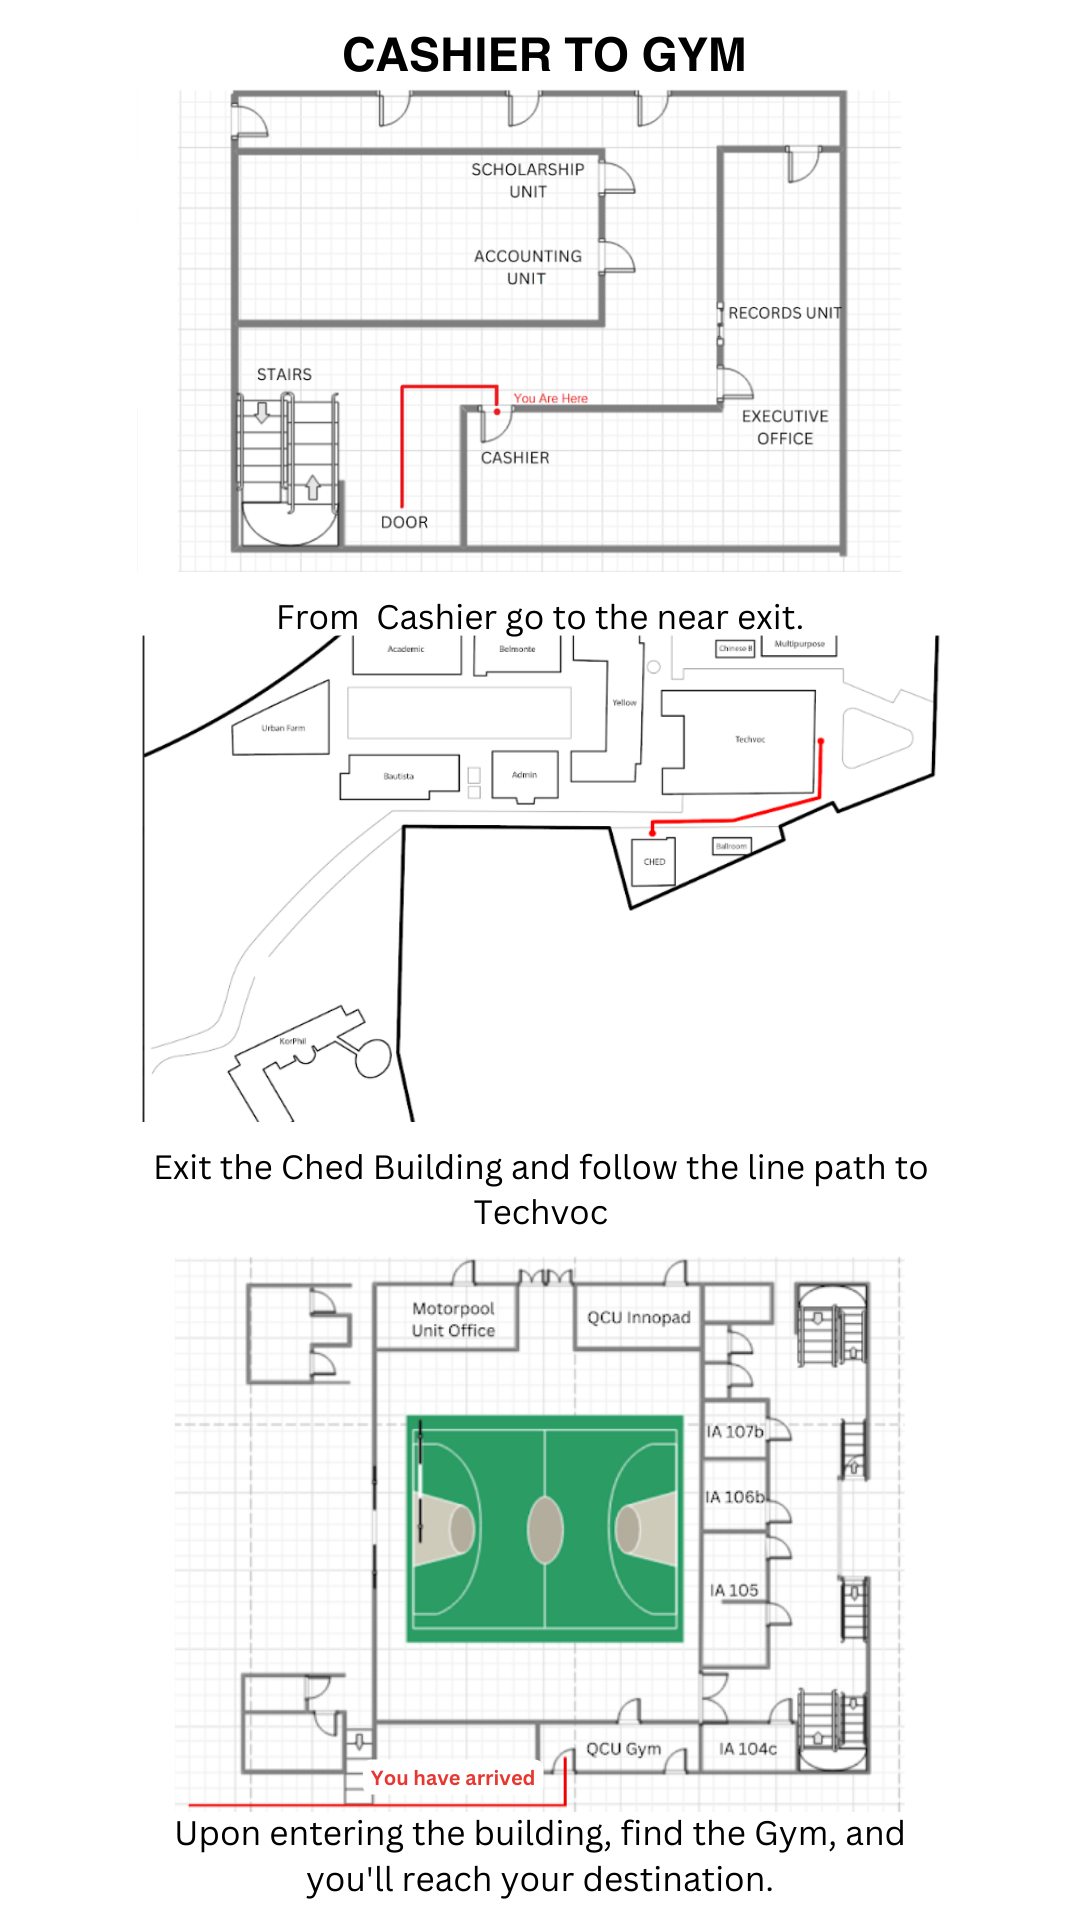 CASHIER TO GYM
SCHOLARSHIP
UNIT
ACCOUNTING
UNIT
RECORDS UNIT
STAIRS
You Are Here
EXECUTIVE
OFFICE
CASHIER
DOOR
From Cashier go to the near exit.
Academic
Belmonte
Chinese B
Multipurpose
Yellow
Urban Farm
Techvoc
Bautista
Admin
Ballroom
CHED
KorPhil
Exit the Ched Building and follow the line path to
Techvoc
Motorpool
Unit Office
QCU Innopad
IA 107b
IA 106b
IA 105
QCU Gym
IA 104c
You have arrived
Upon entering the building, find the Gym, and
you'll reach your destination.